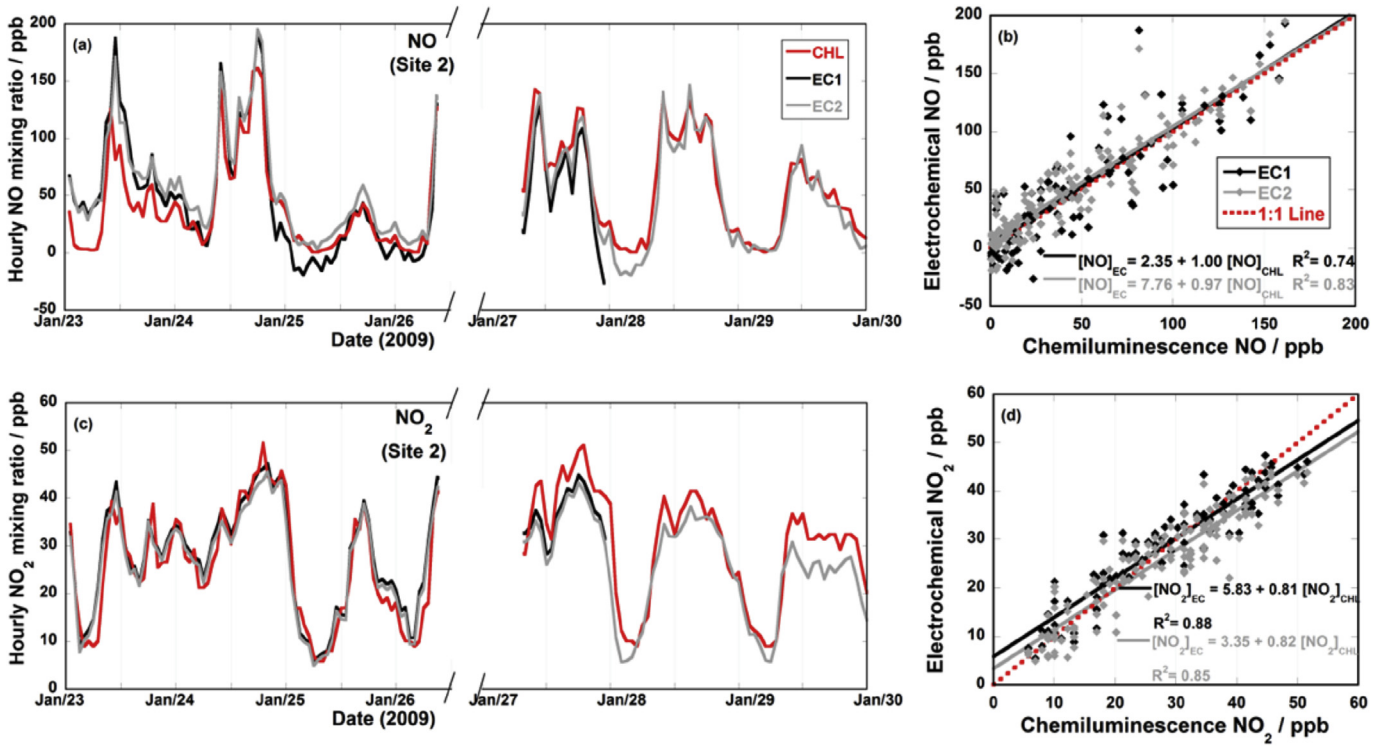 (a)
NO
(Site 2)
CHL
EC1
EC2
200
150
100
50
0
-50
Hourly NO mixing ratio / ppb
Jan/23 Jan/24 Jan/25 Jan/26 Jan/27 Jan/28 Jan/29 Jan/30
Date (2009)
(b)
200
150
100
50
0
-50
Electrochemical NO / ppb
EC1
EC2
1:1 Line
[NO]EC = 2.35 + 1.00 [NO]CHL R2= 0.74
[NO]EC = 7.76 + 0.97 [NO]CHL R2= 0.83
0 50 100 150 200
Chemiluminescence NO / ppb
(c)
NO2
(Site 2)
60
50
40
30
20
10
0
Hourly NO2 mixing ratio / ppb
Jan/23 Jan/24 Jan/25 Jan/26 Jan/27 Jan/28 Jan/29 Jan/30
Date (2009)
(d)
60
50
40
30
20
10
0
Electrochemical NO2 / ppb
[NO2]EC = 5.83 + 0.81 [NO2]CHL
R2= 0.88
[NO2]EC = 3.35 + 0.82 [NO2]CHL
R2= 0.85
0 10 20 30 40 50 60
Chemiluminescence NO2 / ppb